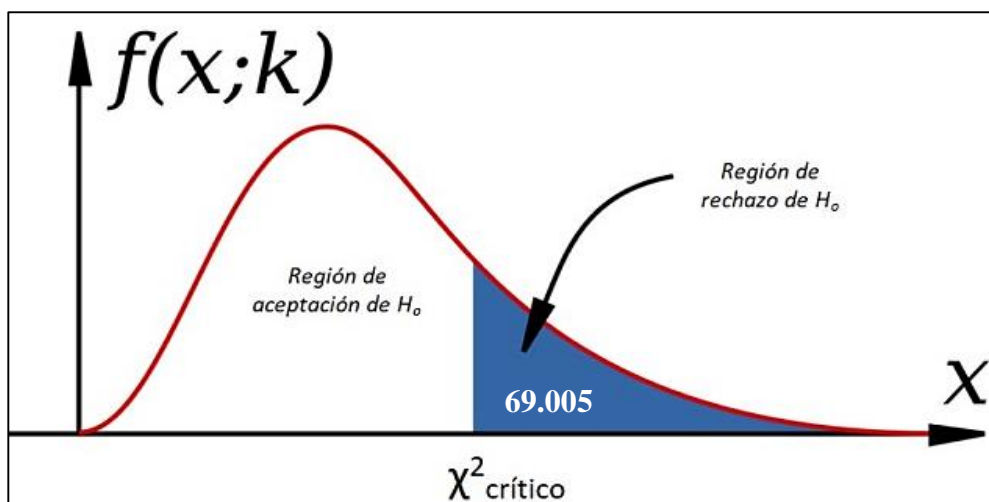 f(x;k)
Región de
rechazo de Hₒ
Región de
aceptación de Hₒ
69.005
x
χ²crítico